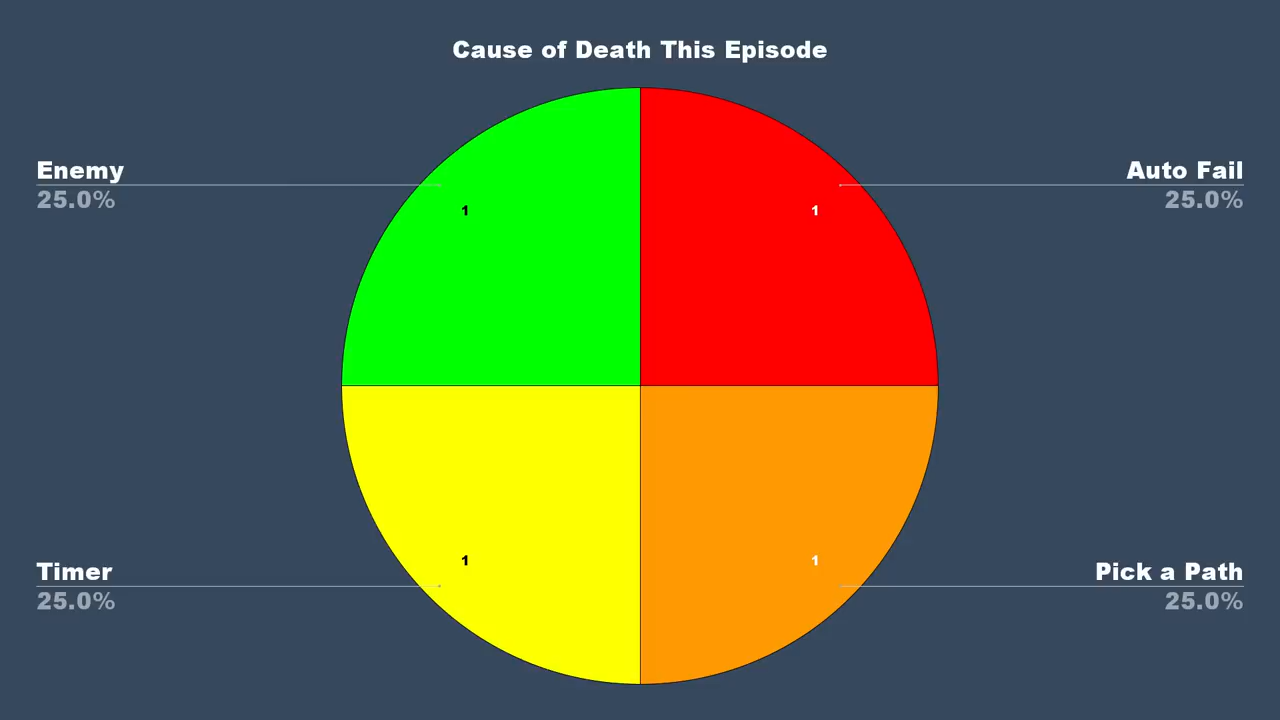 Cause of Death This Episode
Enemy
25.0%
Auto Fail
25.0%
1
1
1
1
Timer
25.0%
Pick a Path
25.0%